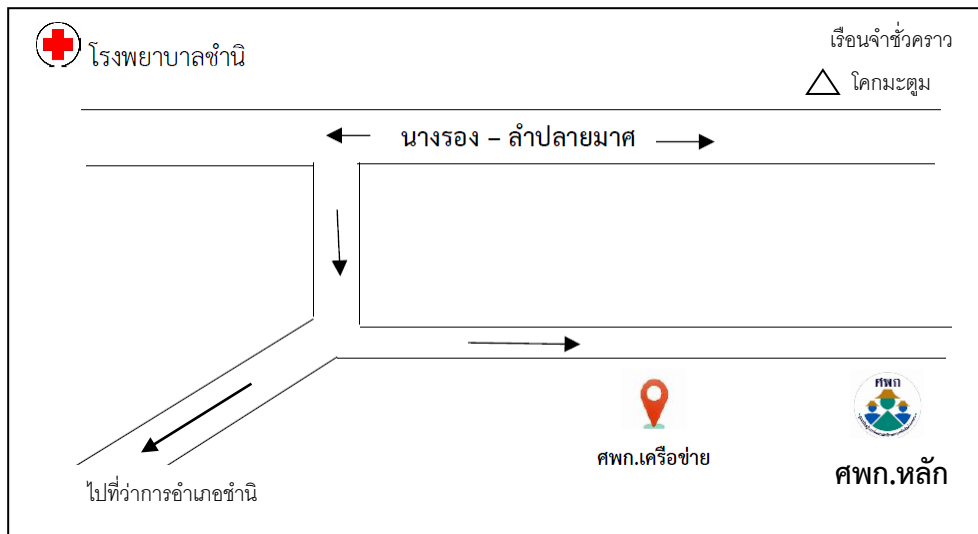 โรงพยาบาลชำนิ
เรือนจำชั่วคราว
โคกมะตูม
นางรอง – ลำปลายมาศ
ศพก
ศพก.เครือข่าย
ศพก.หลัก
ไปที่ว่าการอำเภอชำนิ